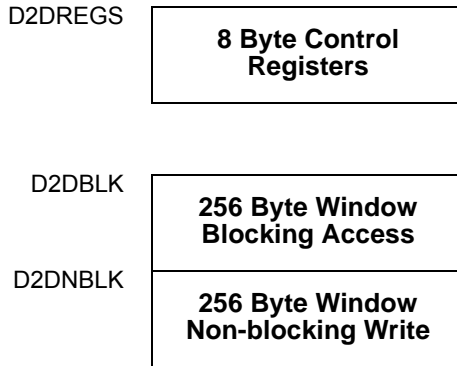 D2DREGS
8 Byte Control
Registers
D2DBLK
256 Byte Window
Blocking Access
D2DNBLK
256 Byte Window
Non-blocking Write